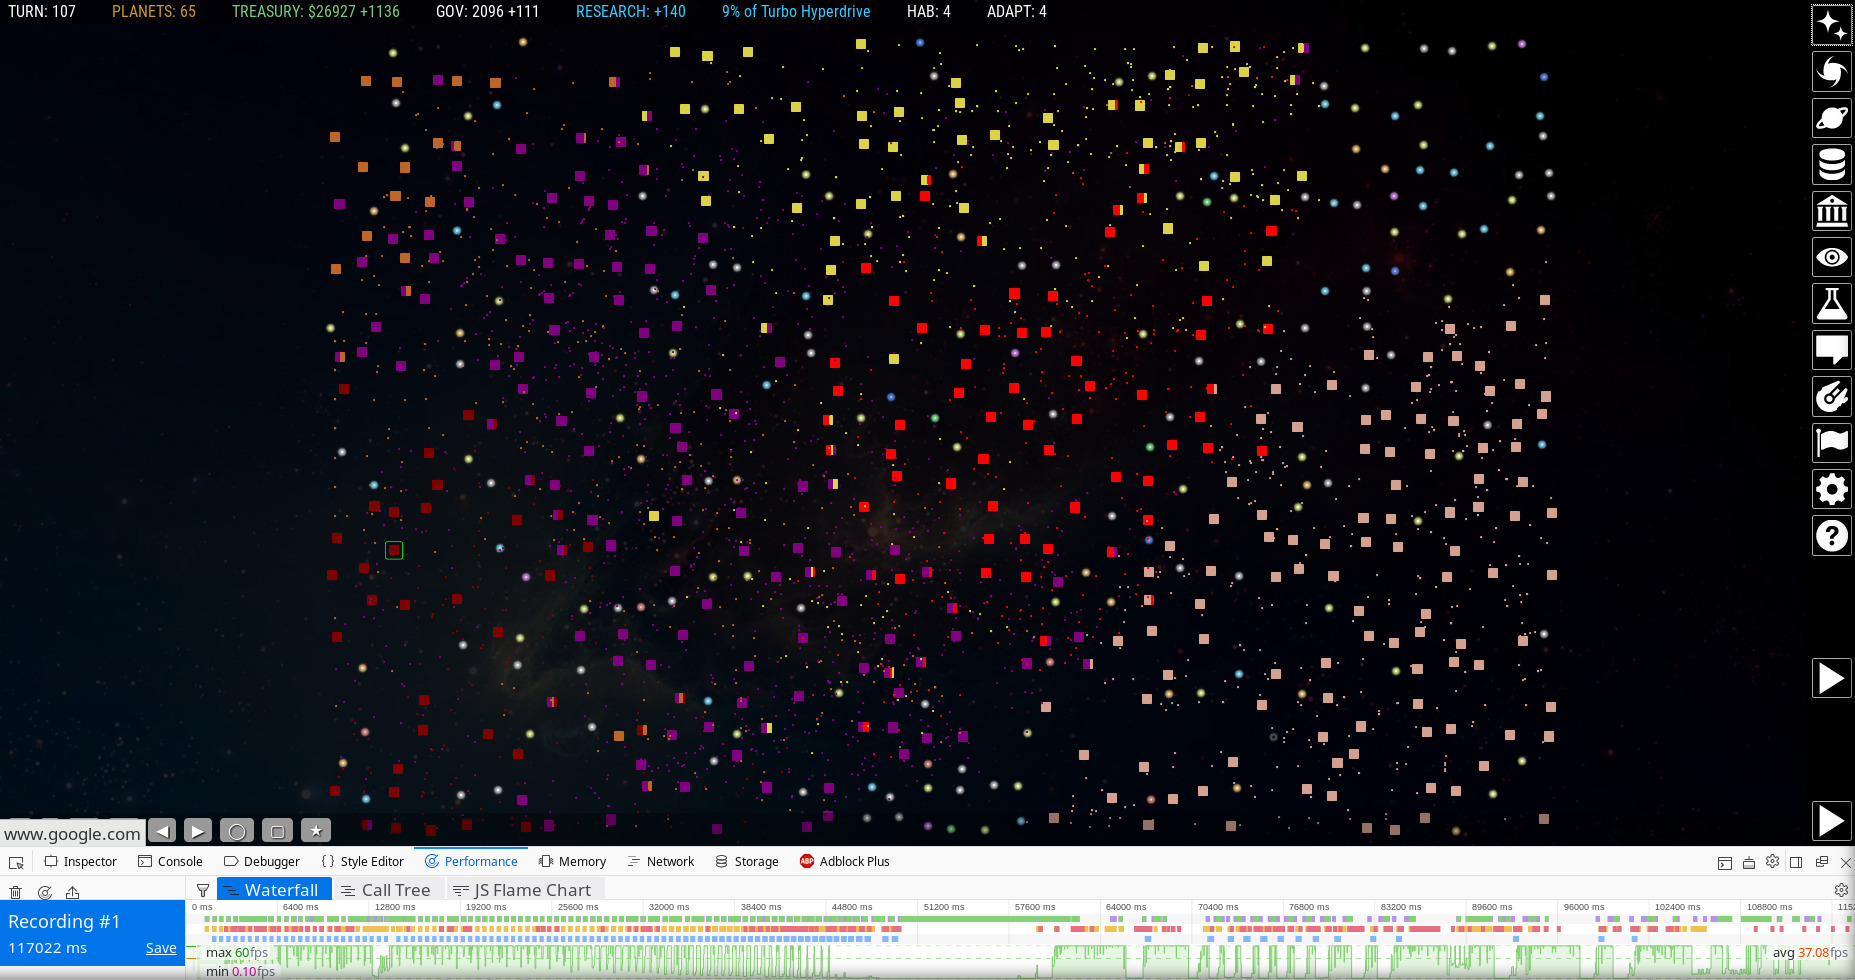 TURN: 107 PLANETS: 65 TREASURY: $26927 +1136 GOV: 2096 +111 RESEARCH: +140 9% of Turbo Hyperdrive HAB: 4 ADAPT: 4
www.google.com
Inspector Console Debugger Style Editor Performance Memory Network Storage ABP Adblock Plus
Waterfall Call Tree JS Flame Chart
0 ms 6400 ms 12800 ms 19200 ms 25600 ms 32000 ms 38400 ms 44800 ms 51200 ms 57600 ms 64000 ms 70400 ms 76800 ms 83200 ms 89600 ms 96000 ms 102400 ms 108800 ms
Recording #1
117022 ms Save
max 60fps avg 37.08fps
min 0.10fps